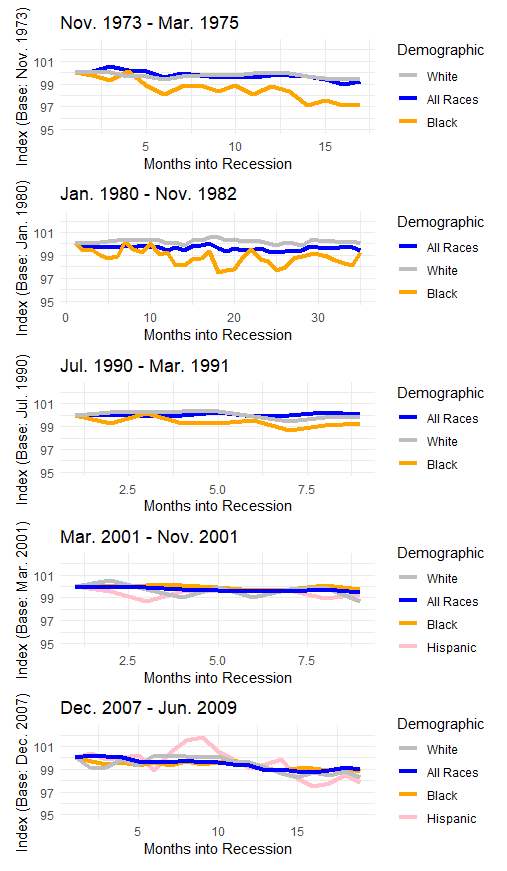 Nov. 1973 - Mar. 1975
Index (Base: Nov. 1973)
101
99
97
95
5
10
15
Months into Recession
Demographic
White
All Races
Black
Jan. 1980 - Nov. 1982
Index (Base: Jan. 1980)
101
99
97
95
0
10
20
30
Months into Recession
Demographic
All Races
White
Black
Jul. 1990 - Mar. 1991
Index (Base: Jul. 1990)
101
99
97
95
2.5
5.0
7.5
Months into Recession
Demographic
All Races
White
Black
Mar. 2001 - Nov. 2001
Index (Base: Mar. 2001)
101
99
97
95
2.5
5.0
7.5
Months into Recession
Demographic
White
All Races
Black
Hispanic
Dec. 2007 - Jun. 2009
Index (Base: Dec. 2007)
101
99
97
95
5
10
15
Months into Recession
Demographic
White
All Races
Black
Hispanic